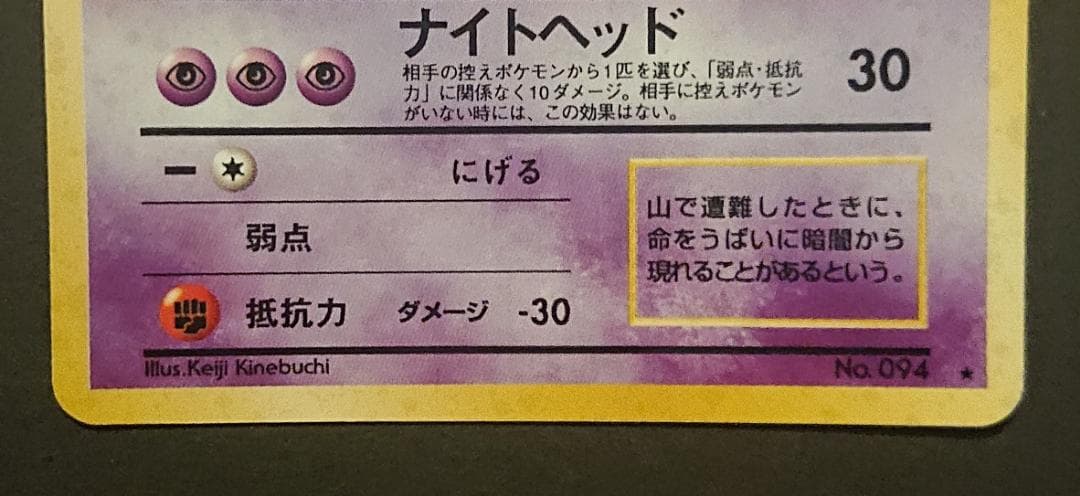 ナイトヘッド
相手の控えポケモンから1匹を選び、「弱点・抵抗
力」に関係なく10ダメージ。相手に控えポケモン
がいない時には、この効果はない。
30
ー にげる
弱点
抵抗力 ダメージ -30
山で遭難したときに、
命をうばいに暗闇から
現れることがあるという。
Illus.Keiji Kinebuchi
No. 094 ★